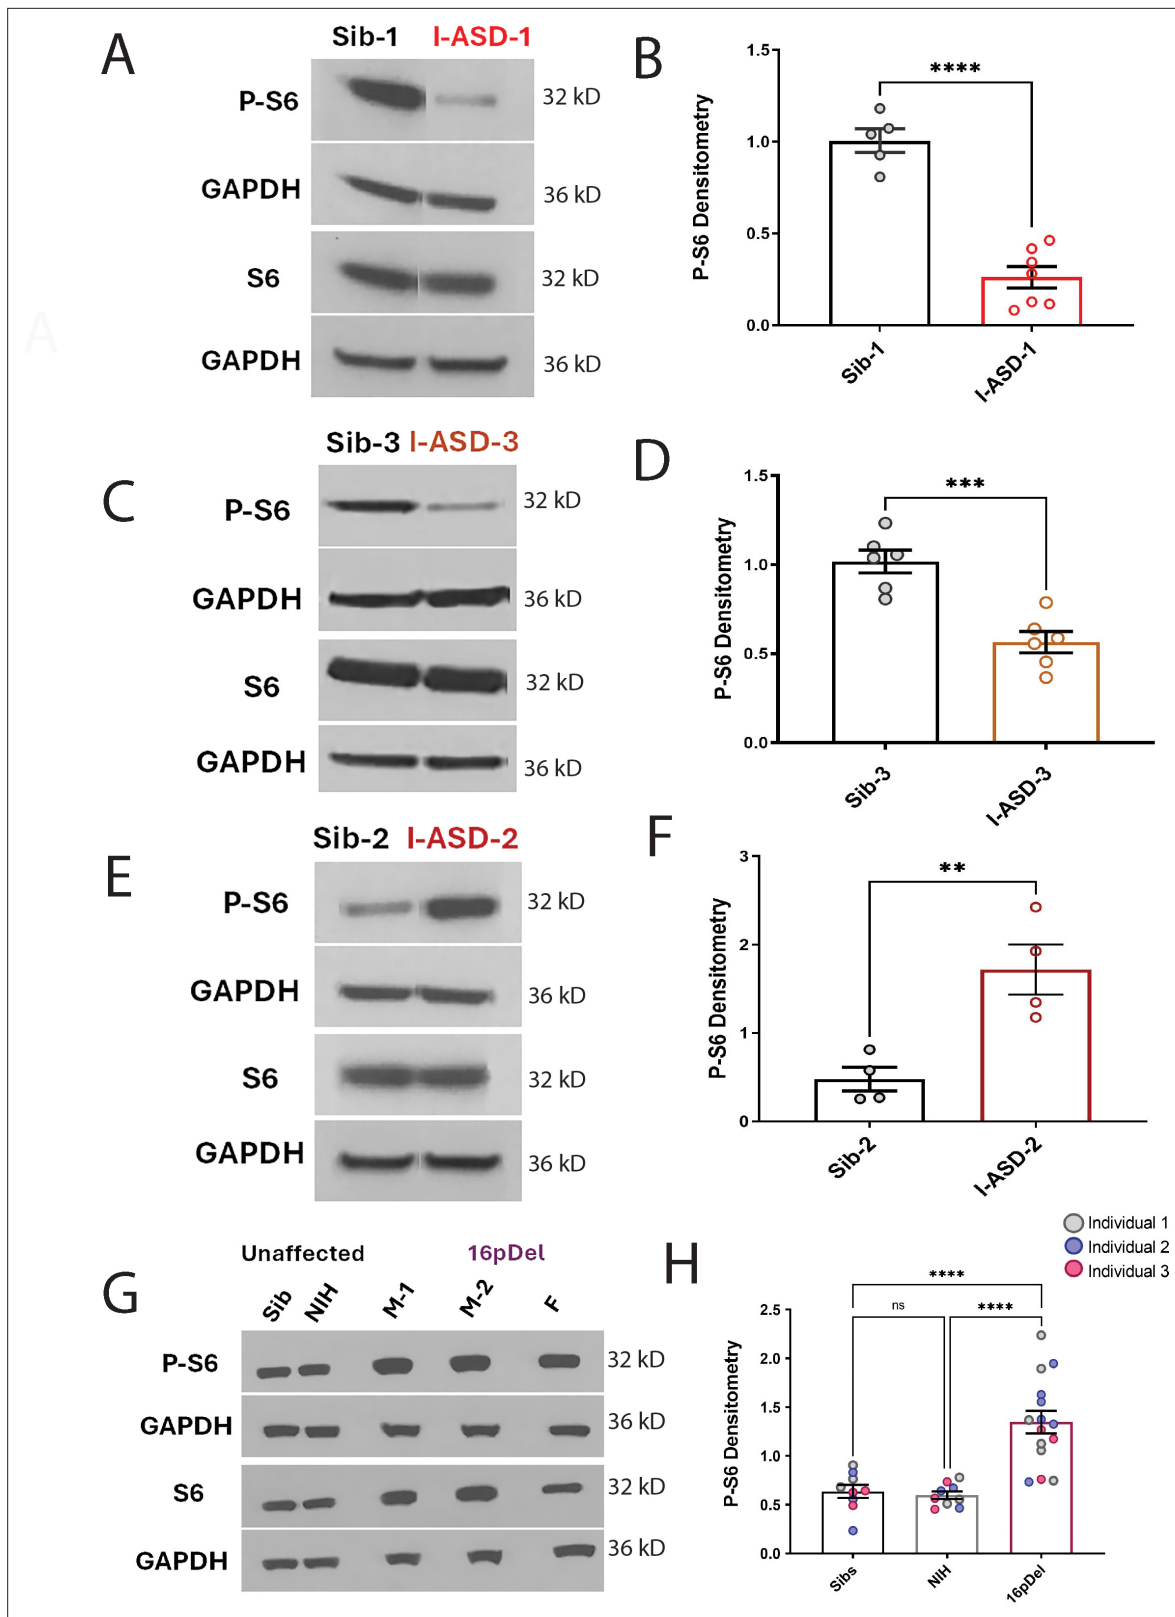 A
Sib-1 I-ASD-1
P-S6 32 kD
GAPDH 36 kD
S6 32 kD
GAPDH 36 kD
A
B
P-S6 Densitometry
1.5
1.0
0.5
0.0
****
Sib-1
I-ASD-1
C
Sib-3 I-ASD-3
P-S6 32 kD
GAPDH 36 kD
S6 32 kD
GAPDH 36 kD
D
P-S6 Densitometry
1.5
1.0
0.5
0.0
***
Sib-3
I-ASD-3
E
Sib-2 I-ASD-2
P-S6 32 kD
GAPDH 36 kD
S6 32 kD
GAPDH 36 kD
F
P-S6 Densitometry
3
2
1
0
**
Sib-2
I-ASD-2
G
Unaffected 16pDel
Sib NIH M-1 M-2 F
P-S6 32 kD
GAPDH 36 kD
S6 32 kD
GAPDH 36 kD
H
Individual 1
Individual 2
Individual 3
P-S6 Densitometry
2.5
2.0
1.5
1.0
0.5
0.0
****
ns ****
Sibs
NIH
16pDel